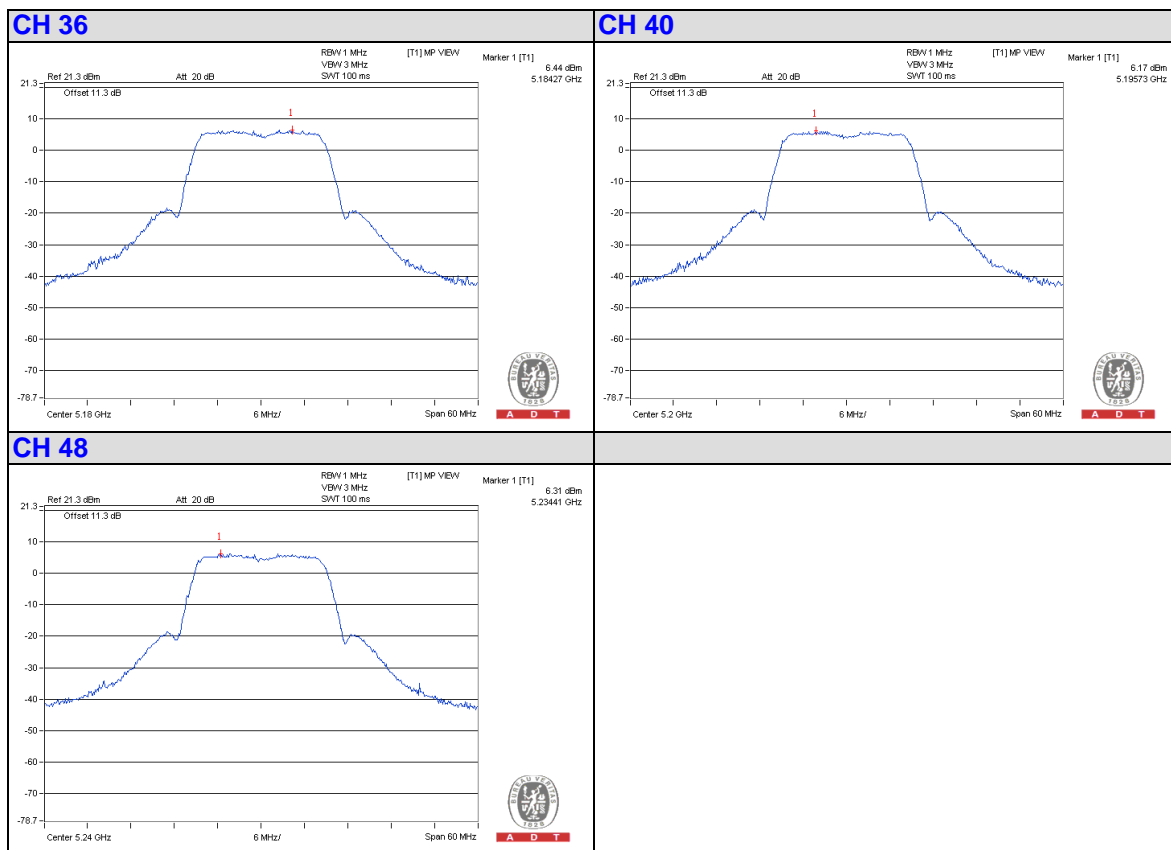 CH 36
RBW 1 MHz [T1] MP VIEW Marker 1 [T1]
VBW 3 MHz 6.44 dBm
Ref 21.3 dBm Att 20 dB SWT 100 ms 5.18427 GHz
21.3
Offset 11.3 dB
1
10
0
-10
-20
-30
-40
-50
-60
-70
-78.7
Center 5.18 GHz 6 MHz/ Span 60 MHz
BUREAU VERITAS
1828
A D T
CH 40
RBW 1 MHz [T1] MP VIEW Marker 1 [T1]
VBW 3 MHz 6.17 dBm
Ref 21.3 dBm Att 20 dB SWT 100 ms 5.19573 GHz
21.3
Offset 11.3 dB
1
10
0
-10
-20
-30
-40
-50
-60
-70
-78.7
Center 5.2 GHz 6 MHz/ Span 60 MHz
BUREAU VERITAS
1828
A D T
CH 48
RBW 1 MHz [T1] MP VIEW Marker 1 [T1]
VBW 3 MHz 6.31 dBm
Ref 21.3 dBm Att 20 dB SWT 100 ms 5.23441 GHz
21.3
Offset 11.3 dB
1
10
0
-10
-20
-30
-40
-50
-60
-70
-78.7
Center 5.24 GHz 6 MHz/ Span 60 MHz
BUREAU VERITAS
1828
A D T